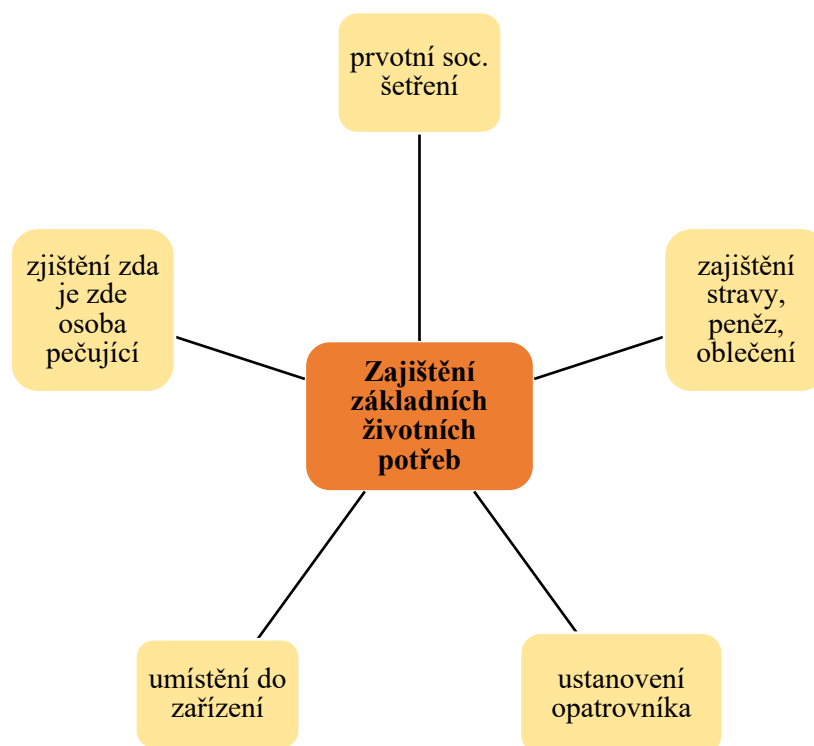 prvotní soc.
šetření
zjištění zda
je zde
osoba
pečující
zajištění
stravy,
peněz,
oblečení
Zajištění
základních
životních
potřeb
umístění do
zařízení
ustanovení
opatrovníka